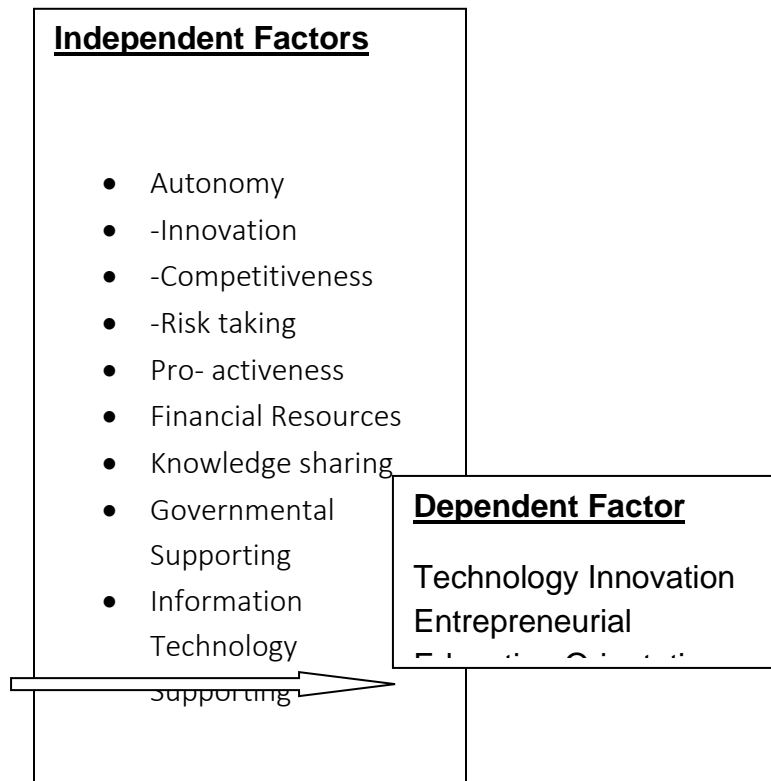 Independent Factors
• Autonomy
• -Innovation
• -Competitiveness
• -Risk taking
• Pro- activeness
• Financial Resources
• Knowledge sharing
• Governmental
Supporting
• Information
Technology
Supporting
Dependent Factor
Technology Innovation
Entrepreneurial